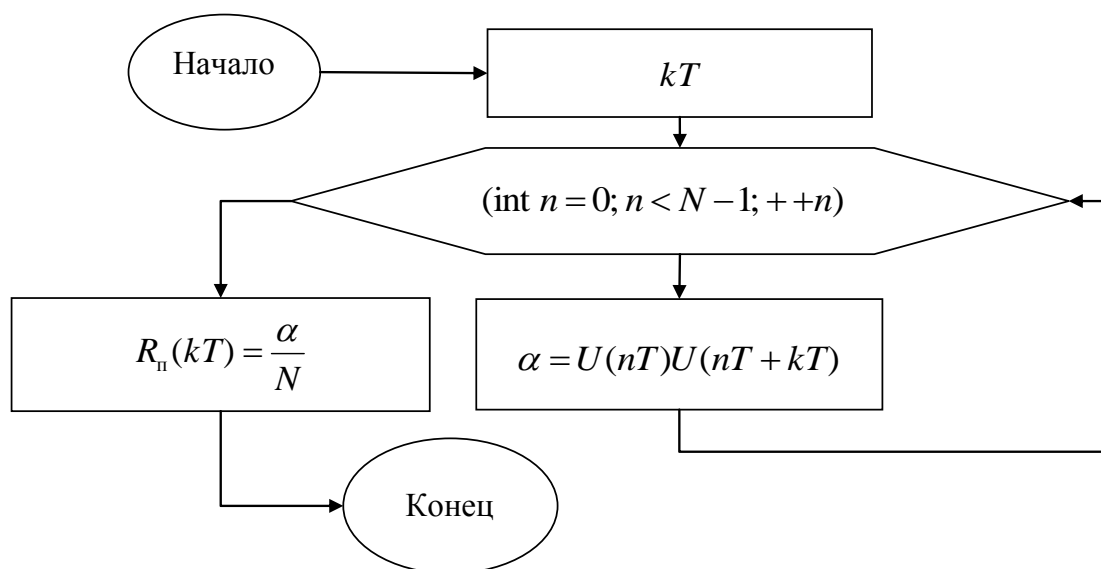 Начало
kT
(int n = 0; n < N − 1; + + n)
R_п(kT) = α/N
α = U(nT)U(nT + kT)
Конец